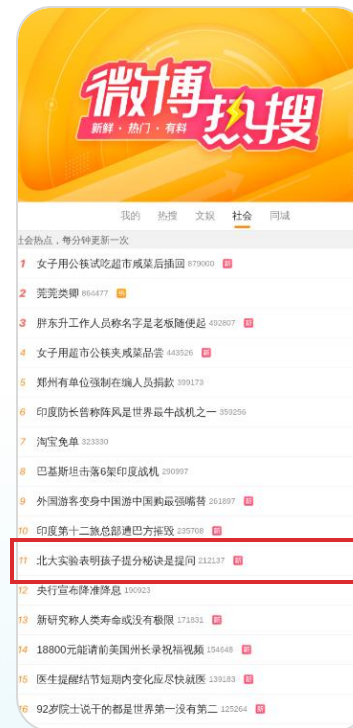 微博热搜
新鲜·热门·有料
我的 热搜 文娱 社会 同城
社会热点，每分钟更新一次
1 女子用公筷试吃超市咸菜后插回 879000 新
2 莞莞类卿 864477 热
3 胖东升工作人员称名字是老板随便起 492807 新
4 女子用超市公筷夹咸菜品尝 443526 新
5 郑州有单位强制在编人员捐款 399173
6 印度防长曾称阵风是世界最牛战机之一 359256
7 淘宝免单 323330
8 巴基斯坦击落6架印度战机 290997
9 外国游客变身中国游中国购最强嘴替 261897 新
10 印度第十二旅总部遭巴方摧毁 235708 新
11 北大实验表明孩子提分秘诀是提问 212137 新
12 央行宣布降准降息 190923
13 新研究称人类寿命或没有极限 171831 新
14 18800元能请前美国州长录祝福视频 154648 新
15 医生提醒结节短期内变化应尽快就医 139183 新
16 92岁院士说干的都是世界第一没有第二 125264 新